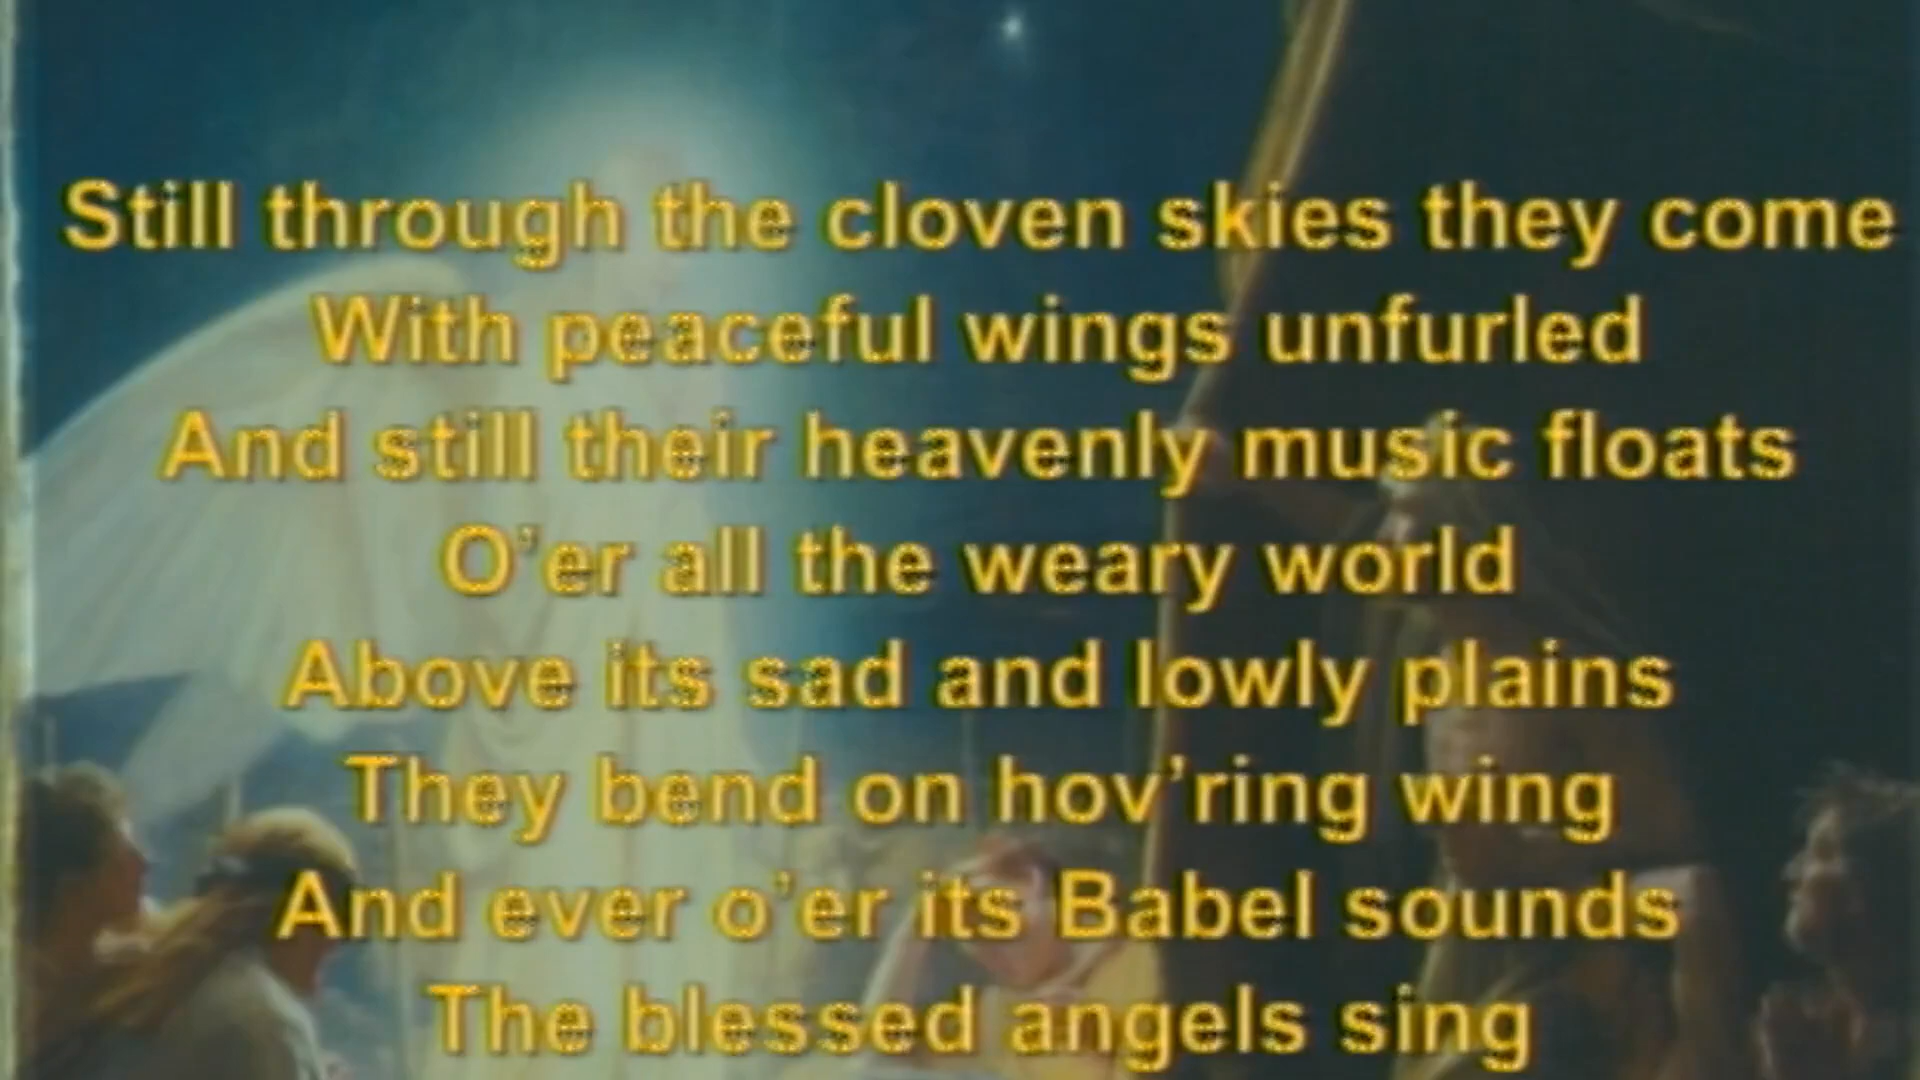 Still through the cloven skies they come
With peaceful wings unfurled
And still their heavenly music floats
O’er all the weary world
Above its sad and lowly plains
They bend on hov’ring wing
And ever o’er its Babel sounds
The blessed angels sing